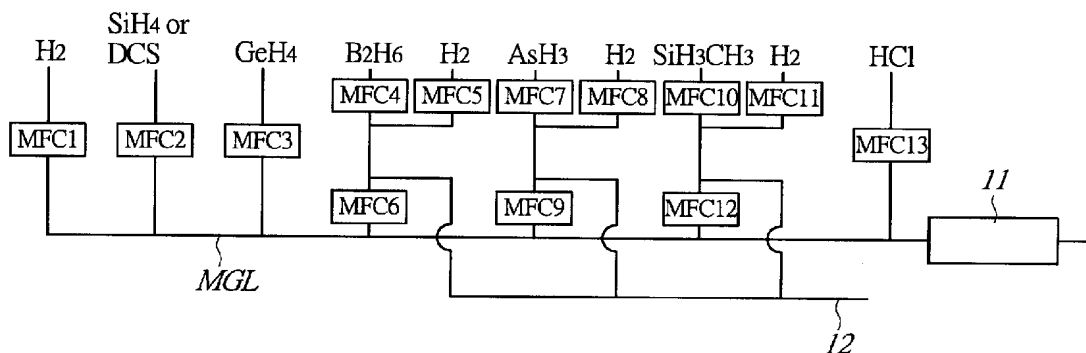 SiH4 or
H2 DCS GeH4 B2H6 H2 AsH3 H2 SiH3CH3 H2 HCl
MFC4 MFC5 MFC7 MFC8 MFC10 MFC11
MFC1 MFC2 MFC3 MFC13
11
MFC6 MFC9 MFC12
MGL
12